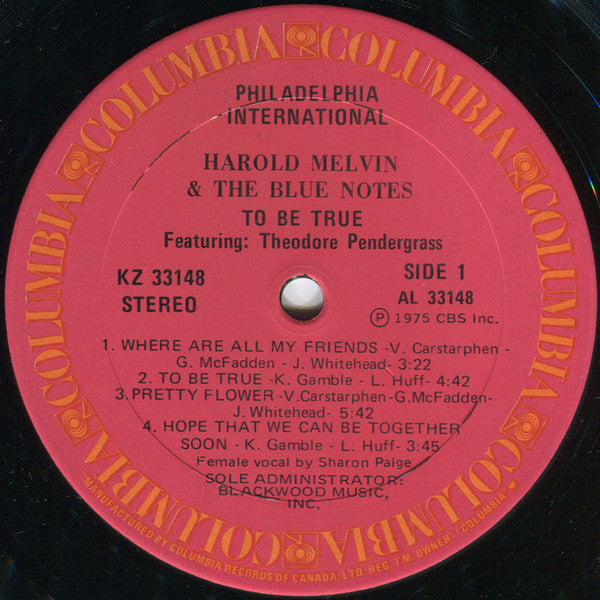 COLUMBIA COLUMBIA COLUMBIA COLUMBIA COLUMBIA COLUMBIA
PHILADELPHIA
INTERNATIONAL
HAROLD MELVIN
& THE BLUE NOTES
TO BE TRUE
Featuring: Theodore Pendergrass
KZ 33148 SIDE 1
STEREO AL 33148
Ⓟ 1975 CBS Inc.
1. WHERE ARE ALL MY FRIENDS -V. Carstarphen -
G. McFadden - J. Whitehead- 3:22
2. TO BE TRUE -K. Gamble - L. Huff- 4:42
3. PRETTY FLOWER -V.Carstarphen-G.McFadden-
J. Whitehead- 5:42
4. HOPE THAT WE CAN BE TOGETHER
SOON - K. Gamble - L. Huff- 3:45
Female vocal by Sharon Paige
SOLE ADMINISTRATOR:
BLACKWOOD MUSIC,
INC.
"MANUFACTURED BY COLUMBIA RECORDS OF CANADA, LTD. REG. T.M. OWNER" "COLUMBIA"